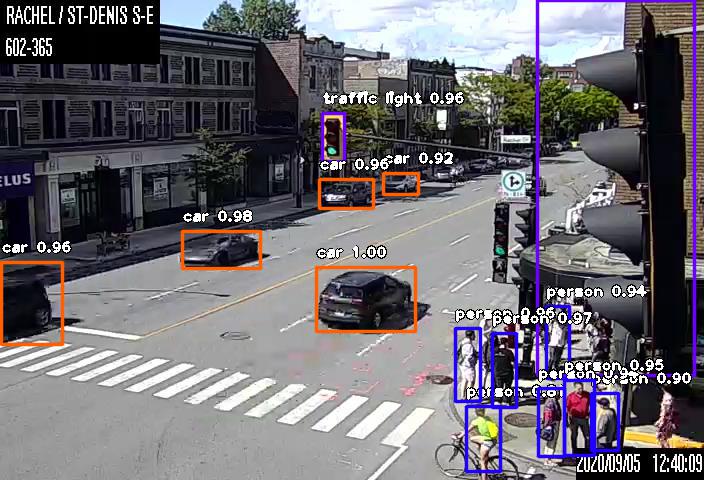 RACHEL / ST-DENIS S-E
602-365
traffic light 0.96
car 0.96
car 0.92
car 0.98
car 0.96
car 1.00
ELUS
person 0.94
person 0.97
person 0.95
person 0.90
2020/09/05 12:40:09